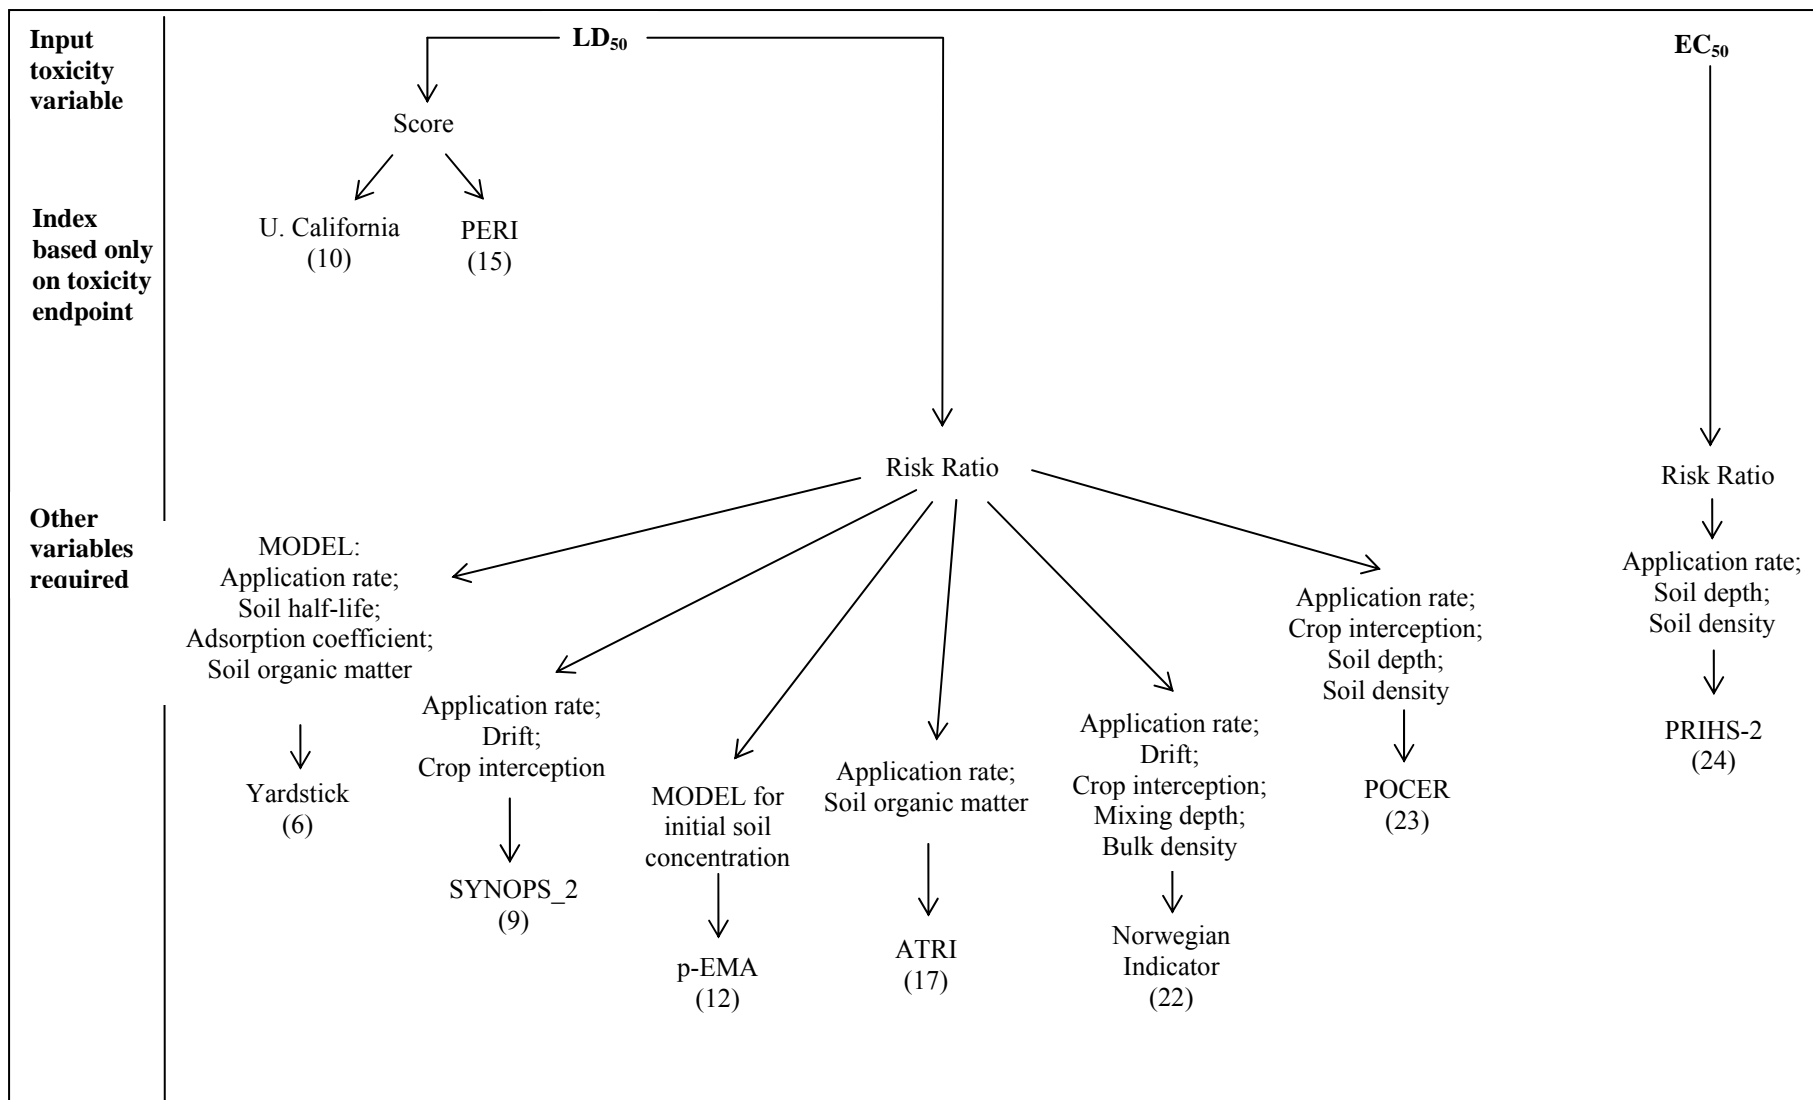 Input
toxicity
variable
LD₅₀
EC₅₀
Score
Index
based only
on toxicity
endpoint
U. California
(10)
PERI
(15)
Risk Ratio
Risk Ratio
Other
variables
required
MODEL:
Application rate;
Soil half-life;
Adsorption coefficient;
Soil organic matter
Yardstick
(6)
Application rate;
Drift;
Crop interception
SYNOPS_2
(9)
MODEL for
initial soil
concentration
p-EMA
(12)
Application rate;
Soil organic matter
ATRI
(17)
Application rate;
Drift;
Crop interception;
Mixing depth;
Bulk density
Norwegian
Indicator
(22)
Application rate;
Crop interception;
Soil depth;
Soil density
POCER
(23)
Application rate;
Soil depth;
Soil density
PRIHS-2
(24)